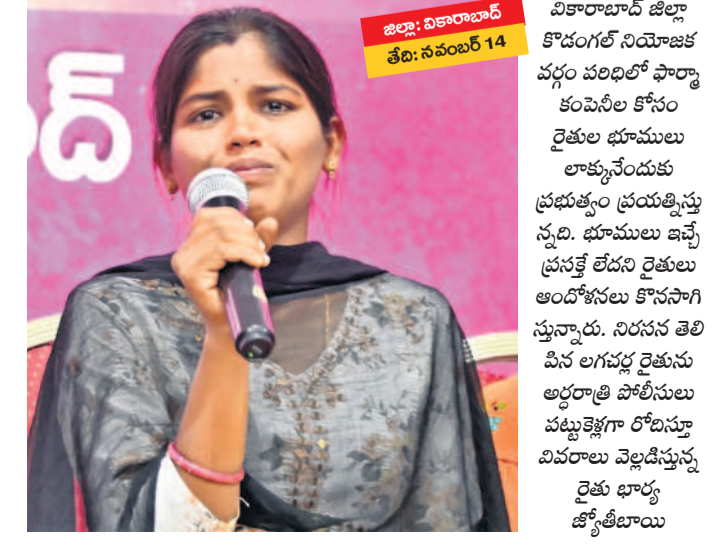 జిల్లా: వికారాబాద్
తేది: నవంబర్ 14
ాద్
వికారాబాద్ జిల్లా
కొడంగల్ నియోజక
వర్గం పరిధిలో ఫార్మా
కంపెనీల కోసం
రైతుల భూములు
లాక్కునేందుకు
ప్రభుత్వం ప్రయత్నిస్తు
న్నది. భూములు ఇచ్చే
ప్రసక్తే లేదని రైతులు
ఆందోళనలు కొనసాగి
స్తున్నారు. నిరసన తెలి
పిన లగచర్ల రైతును
అర్ధరాత్రి పోలీసులు
పట్టుకెళ్లగా రోదిస్తూ
వివరాలు వెల్లడిస్తున్న
రైతు భార్య
జ్యోతీబాయి